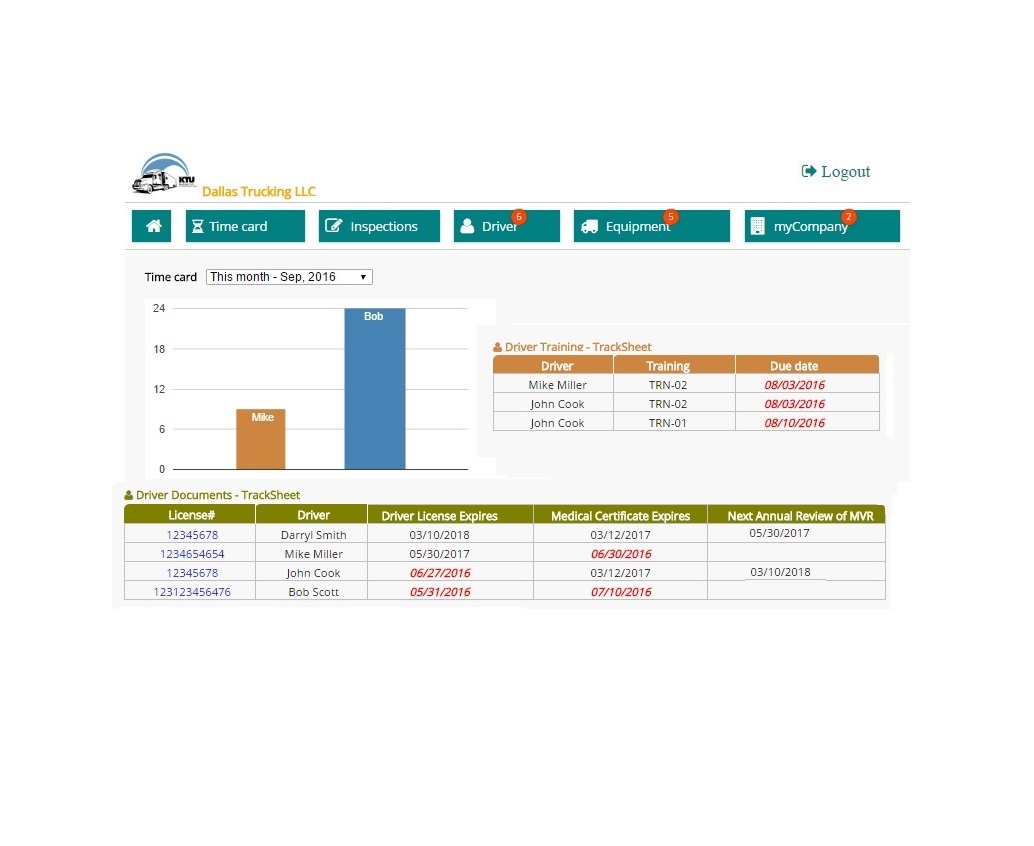 KTU
Dallas Trucking LLC
Logout
Time card Inspections Driver 6 Equipment 5 myCompany 2
Time card This month - Sep, 2016
24
18
12
6
0
Bob
Mike
Driver Training - TrackSheet
Driver Training Due date
Mike Miller TRN-02 08/03/2016
John Cook TRN-02 08/03/2016
John Cook TRN-01 08/10/2016
Driver Documents - TrackSheet
License# Driver Driver License Expires Medical Certificate Expires Next Annual Review of MVR
12345678 Darryl Smith 03/10/2018 03/12/2017 05/30/2017
1234654654 Mike Miller 05/30/2017 06/30/2016
12345678 John Cook 06/27/2016 03/12/2017 03/10/2018
123123456476 Bob Scott 05/31/2016 07/10/2016